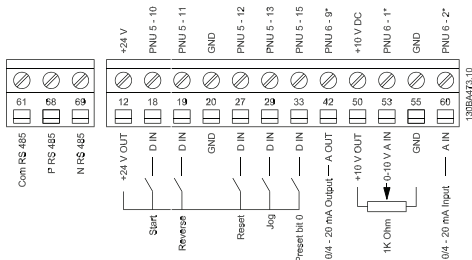 +24 V
PNU 5 - 10
PNU 5 - 11
GND
PNU 5 - 12
PNU 5 - 13
PNU 5 - 15
PNU 6 - 9*
+10 V DC
PNU 6 - 1*
GND
PNU 6 - 2*
61 68 69 12 18 19 20 27 29 33 42 50 53 55 60
Com RS 485
P RS 485
N RS 485
+24 V OUT
D IN
D IN
GND
D IN
D IN
D IN
A OUT
+10 V OUT
0-10 V A IN
GND
A IN
Start
Reverse
Reset
Jog
Preset bit 0
0/4 - 20 mA Output
1K Ohm
0/4 - 20 mA Input
130BA473.10